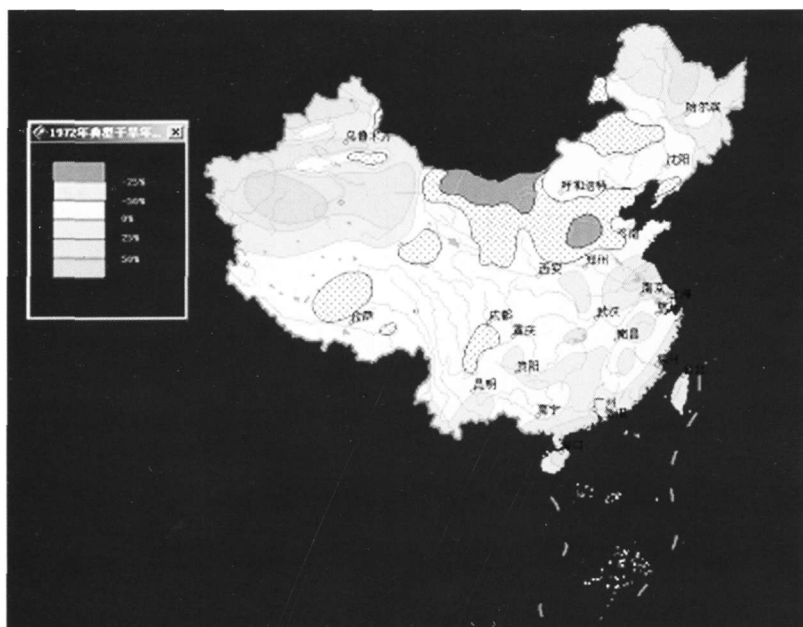 1972年典型干旱年...
-25%
-50%
0%
25%
50%
哈尔滨
乌鲁木齐
沈阳
呼和浩特
济南
郑州
西安
南京
拉萨
成都
武汉
重庆
南昌
贵阳
昆明
广州
南宁
海口